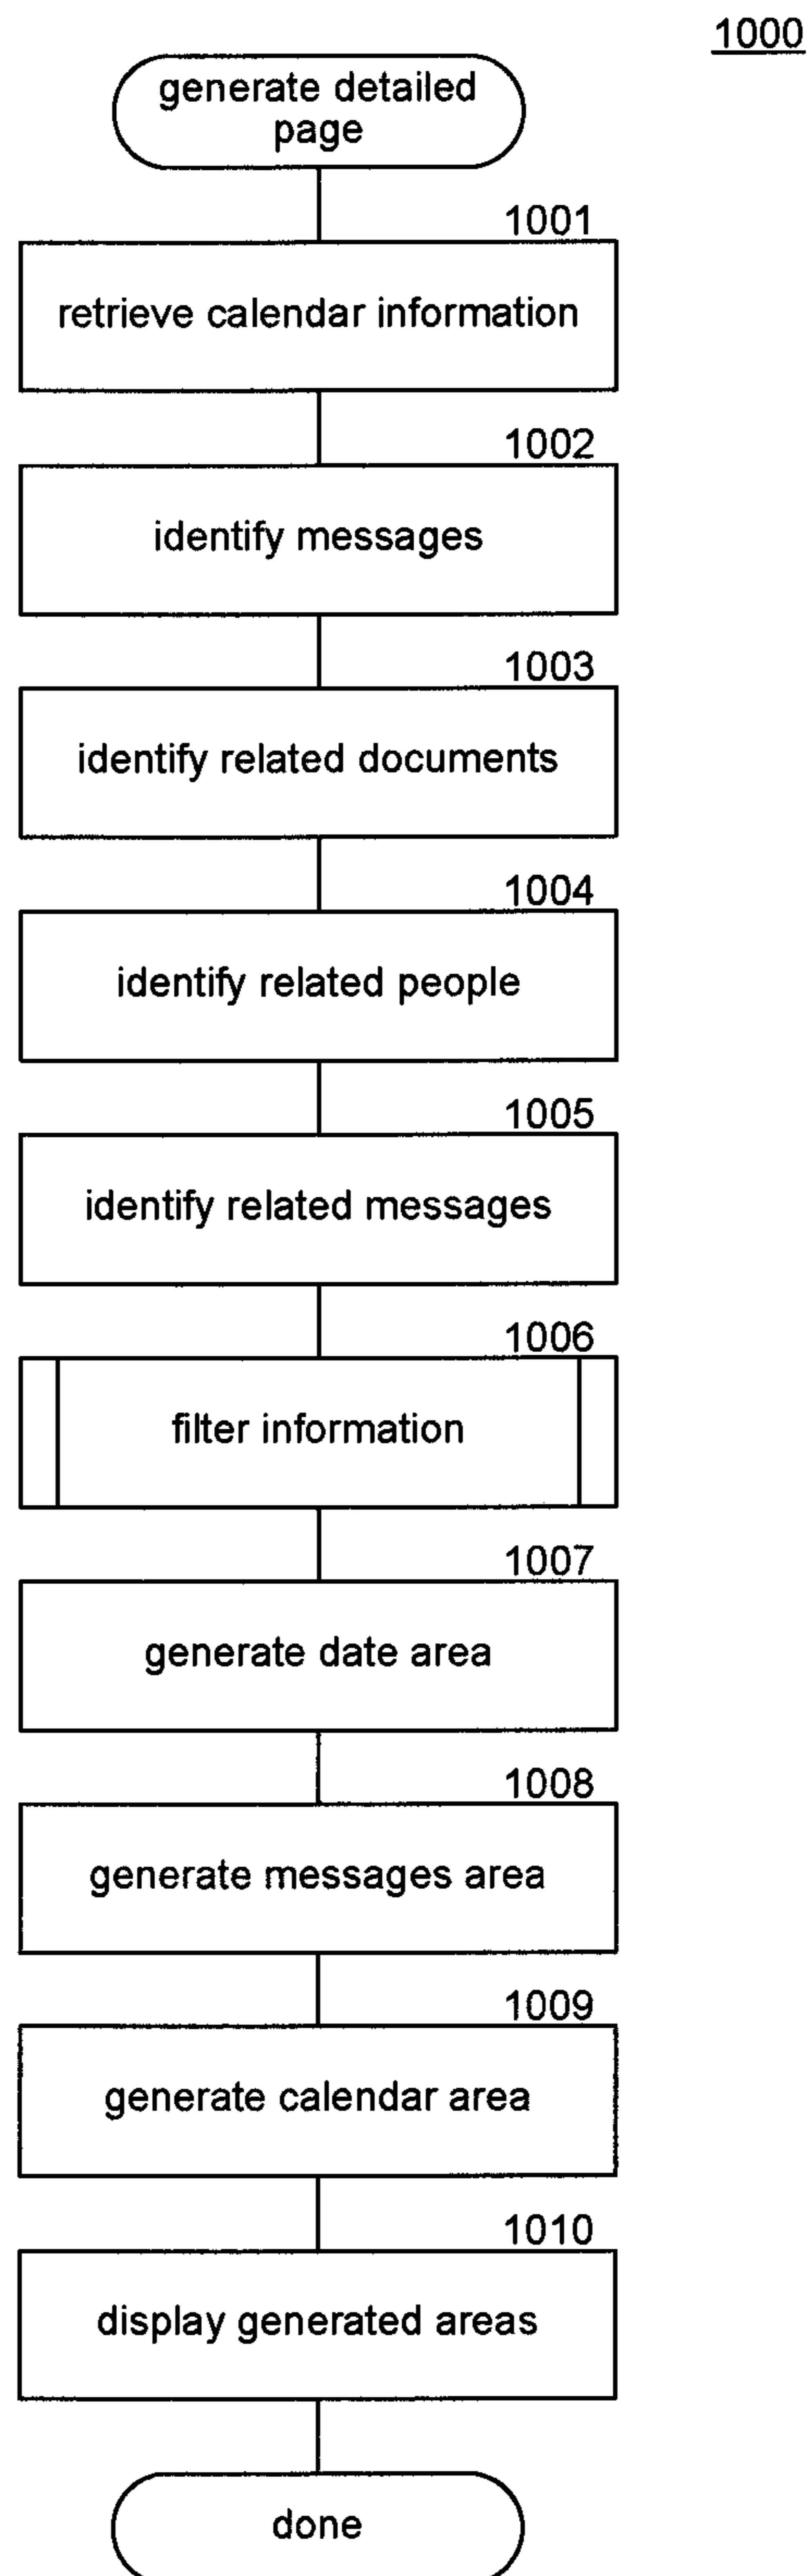 1000
generate detailed
page
1001
retrieve calendar information
1002
identify messages
1003
identify related documents
1004
identify related people
1005
identify related messages
1006
filter information
1007
generate date area
1008
generate messages area
1009
generate calendar area
1010
display generated areas
done